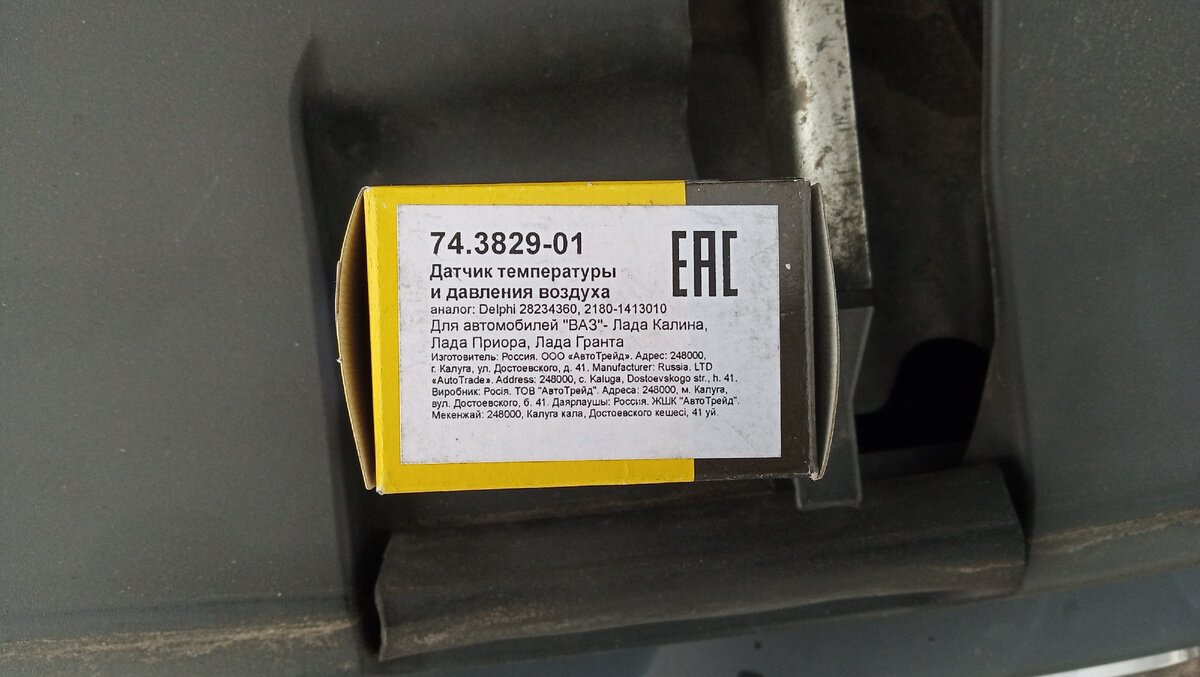 74.3829-01
EAC
Датчик температуры
и давления воздуха
аналог: Delphi 28234360, 2180-1413010
Для автомобилей "ВАЗ"- Лада Калина,
Лада Приора, Лада Гранта
Изготовитель: Россия. ООО «АвтоТрейд». Адрес: 248000,
г. Калуга, ул. Достоевского, д. 41. Manufacturer: Russia. LTD
«AutoTrade». Address: 248000, c. Kaluga, Dostoevskogo str., h. 41.
Виробник: Росія. ТОВ "АвтоТрейд". Адреса: 248000, м. Калуга,
вул. Достоевского, б. 41. Даярлаушы: Россия. ЖШК "АвтоТрейд".
Мекенжай: 248000, Калуга кала, Достоевского кешесі, 41 уй.